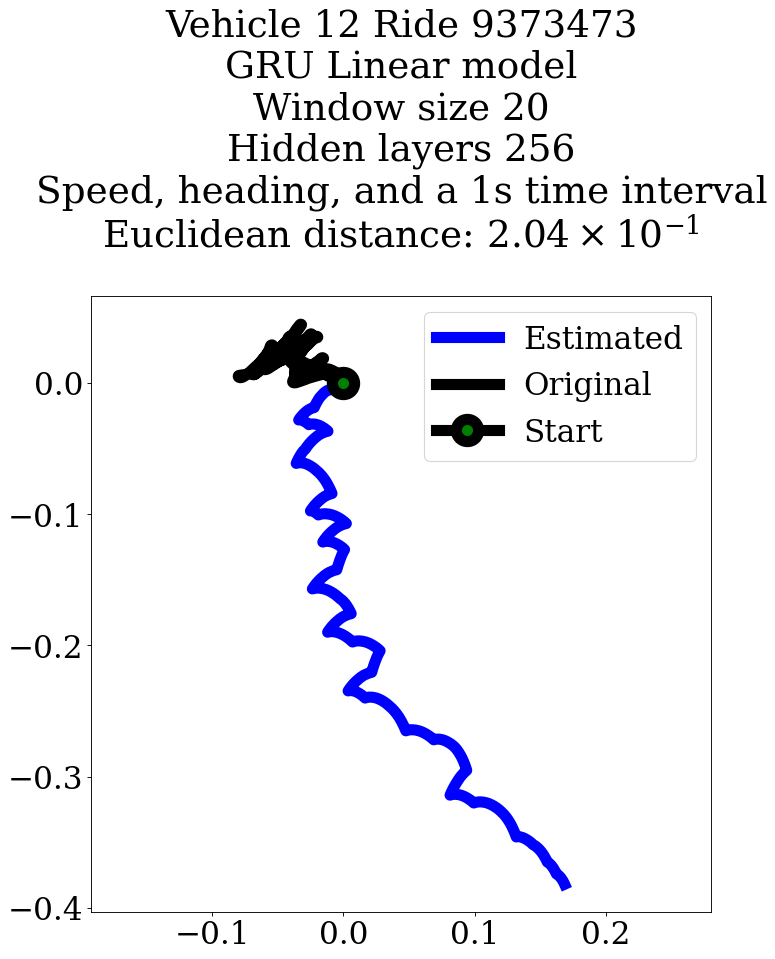 Vehicle 12 Ride 9373473
GRU Linear model
Window size 20
Hidden layers 256
Speed, heading, and a 1s time interval
Euclidean distance: 2.04 × 10⁻¹
Estimated
Original
Start
0.0
−0.1
−0.2
−0.3
−0.4
−0.1 0.0 0.1 0.2